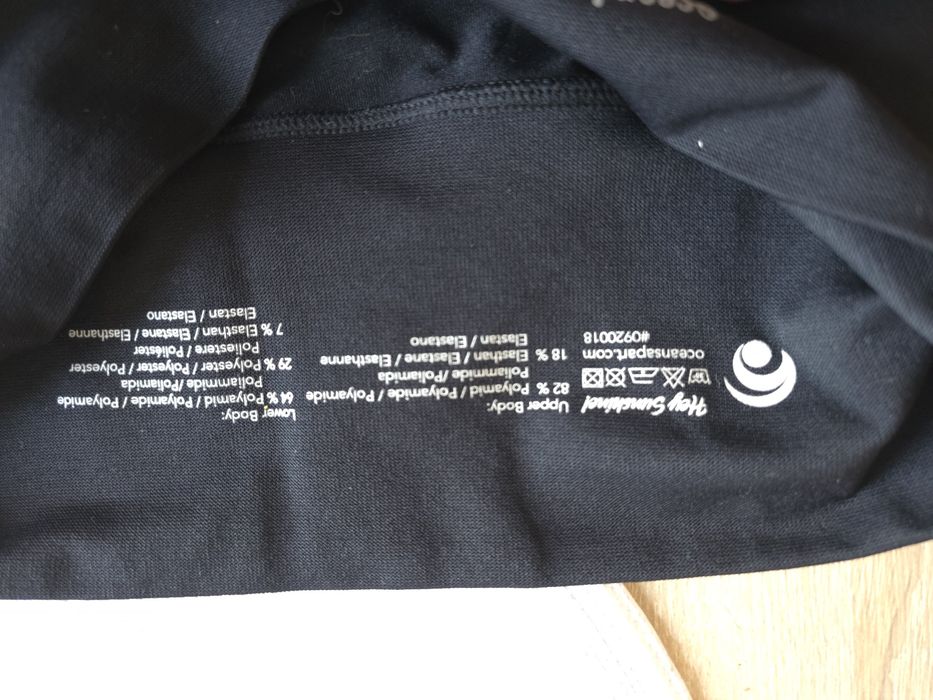 Hey Sunshine!
oceansapart.com
#0920018
Upper Body:
82 % Polyamid / Polyamide / Polyamide
Poliammide /Poliamida
18 % Elasthan / Elastane / Elasthanne
Elastan / Elastano
Lower Body:
64 % Polyamid / Polyamide / Polyamide
Poliammide /Poliamida
29 % Polyester / Polyester / Polyester
Poliestere / Poliéster
7 % Elasthan / Elastane / Elasthanne
Elastan / Elastano